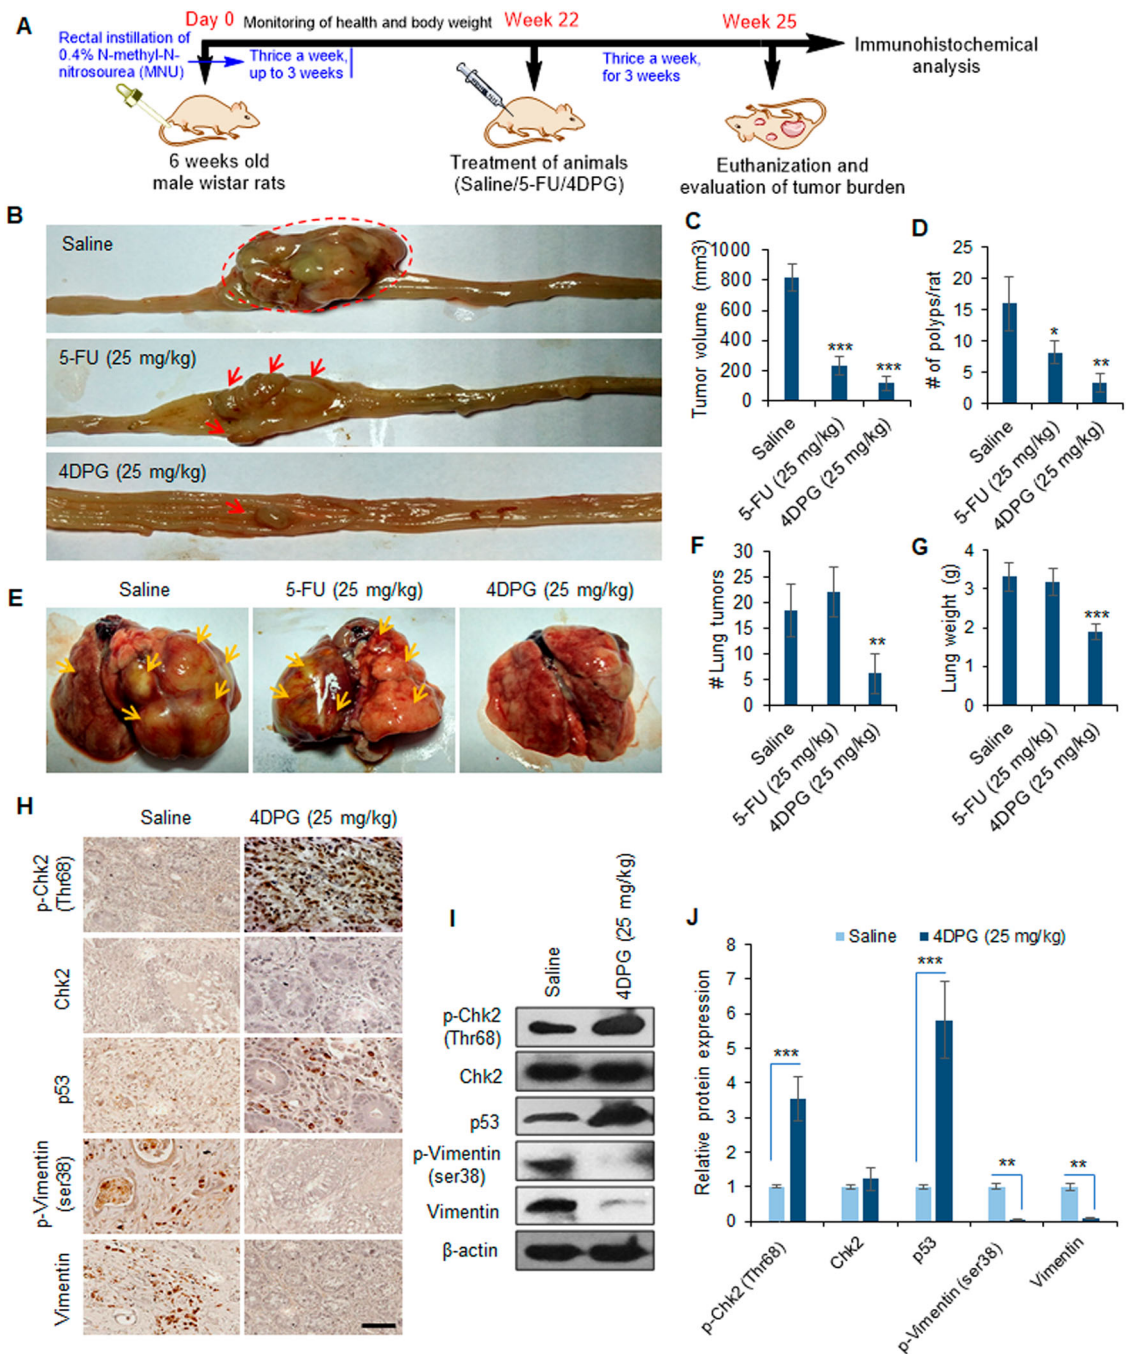 A
Day 0
Monitoring of health and body weight
Week 22
Week 25
Rectal instillation of
0.4% N-methyl-N-
nitrosourea (MNU)
Thrice a week,
up to 3 weeks
Thrice a week,
for 3 weeks
Immunohistochemical
analysis
6 weeks old
male wistar rats
Treatment of animals
(Saline/5-FU/4DPG)
Euthanization and
evaluation of tumor burden
B
Saline
5-FU (25 mg/kg)
4DPG (25 mg/kg)
C
Tumor volume (mm3)
1000
800
600
400
200
0
***
***
Saline
5-FU (25 mg/kg)
4DPG (25 mg/kg)
D
# of polyps/rat
25
20
15
10
5
0
*
**
Saline
5-FU (25 mg/kg)
4DPG (25 mg/kg)
E
Saline
5-FU (25 mg/kg)
4DPG (25 mg/kg)
F
# Lung tumors
30
25
20
15
10
5
0
**
Saline
5-FU (25 mg/kg)
4DPG (25 mg/kg)
G
Lung weight (g)
4
3
2
1
0
***
Saline
5-FU (25 mg/kg)
4DPG (25 mg/kg)
H
Saline
4DPG (25 mg/kg)
p-Chk2
(Thr68)
Chk2
p53
p-Vimentin
(ser38)
Vimentin
I
Saline
4DPG (25 mg/kg)
p-Chk2
(Thr68)
Chk2
p53
p-Vimentin
(ser38)
Vimentin
β-actin
J
Relative protein expression
8
7
6
5
4
3
2
1
0
Saline
4DPG (25 mg/kg)
***
***
**
**
p-Chk2 (Thr68)
Chk2
p53
p-Vimentin (ser38)
Vimentin